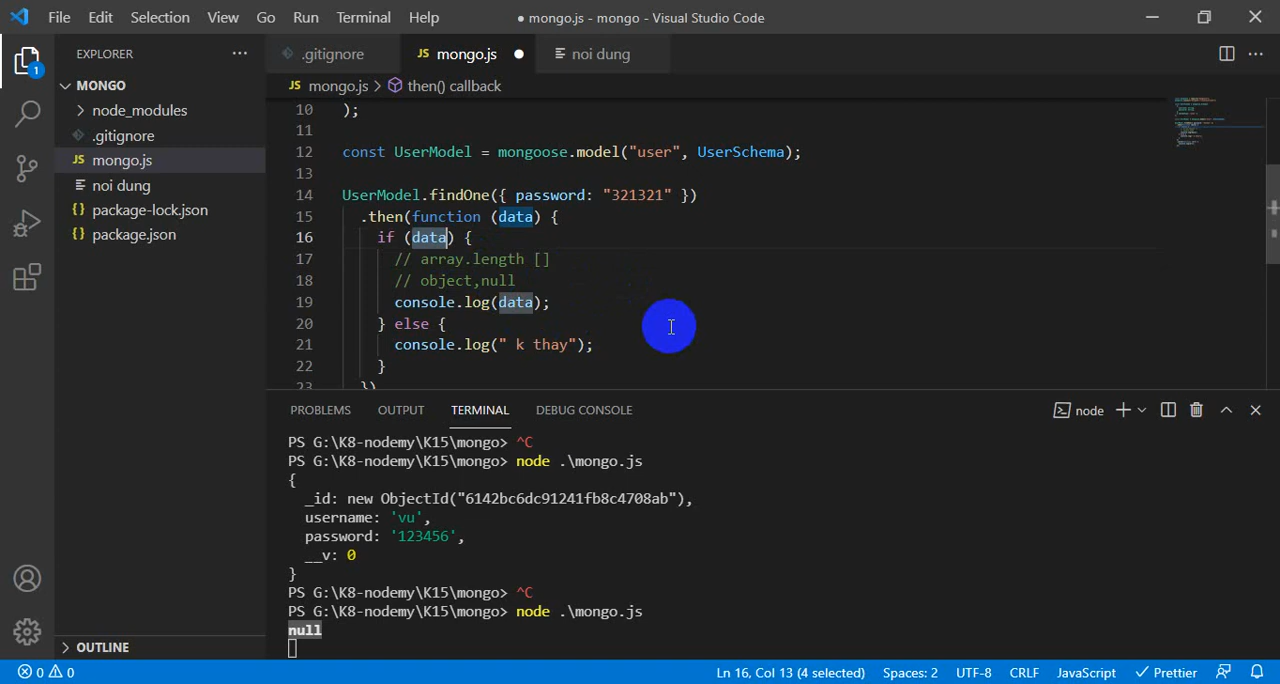 File Edit Selection View Go Run Terminal Help
● mongo.js - mongo - Visual Studio Code
EXPLORER ···
.gitignore
JS mongo.js ●
noi dung
1
MONGO
JS mongo.js > then() callback
node_modules
.gitignore
JS mongo.js
noi dung
{} package-lock.json
{} package.json
10 );
11
12 const UserModel = mongoose.model("user", UserSchema);
13
14 UserModel.findOne({ password: "321321" })
15 .then(function (data) {
16 if (data) {
17 // array.length []
18 // object,null
19 console.log(data);
20 } else {
21 console.log(" k thay");
22 }
23 })
PROBLEMS OUTPUT TERMINAL DEBUG CONSOLE
node
PS G:\K8-nodemy\K15\mongo> ^C
PS G:\K8-nodemy\K15\mongo> node .\mongo.js
{
_id: new ObjectId("6142bc6dc91241fb8c4708ab"),
username: 'vu',
password: '123456',
__v: 0
}
PS G:\K8-nodemy\K15\mongo> ^C
PS G:\K8-nodemy\K15\mongo> node .\mongo.js
null
OUTLINE
0 0
Ln 16, Col 13 (4 selected) Spaces: 2 UTF-8 CRLF JavaScript Prettier